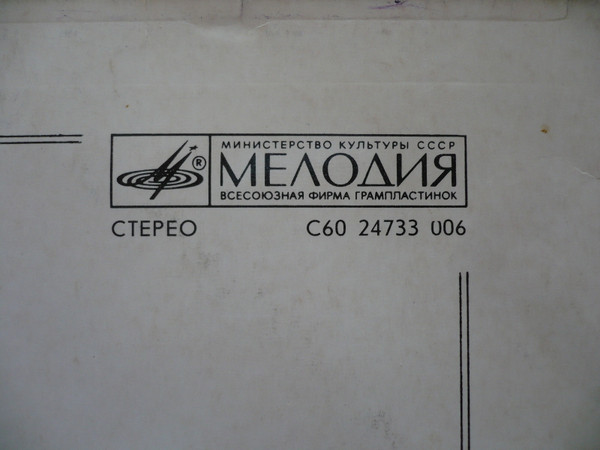 ®
МИНИСТЕРСТВО КУЛЬТУРЫ СССР
МЕЛОДИЯ
ВСЕСОЮЗНАЯ ФИРМА ГРАМПЛАСТИНОК
СТЕРЕО С60 24733 006